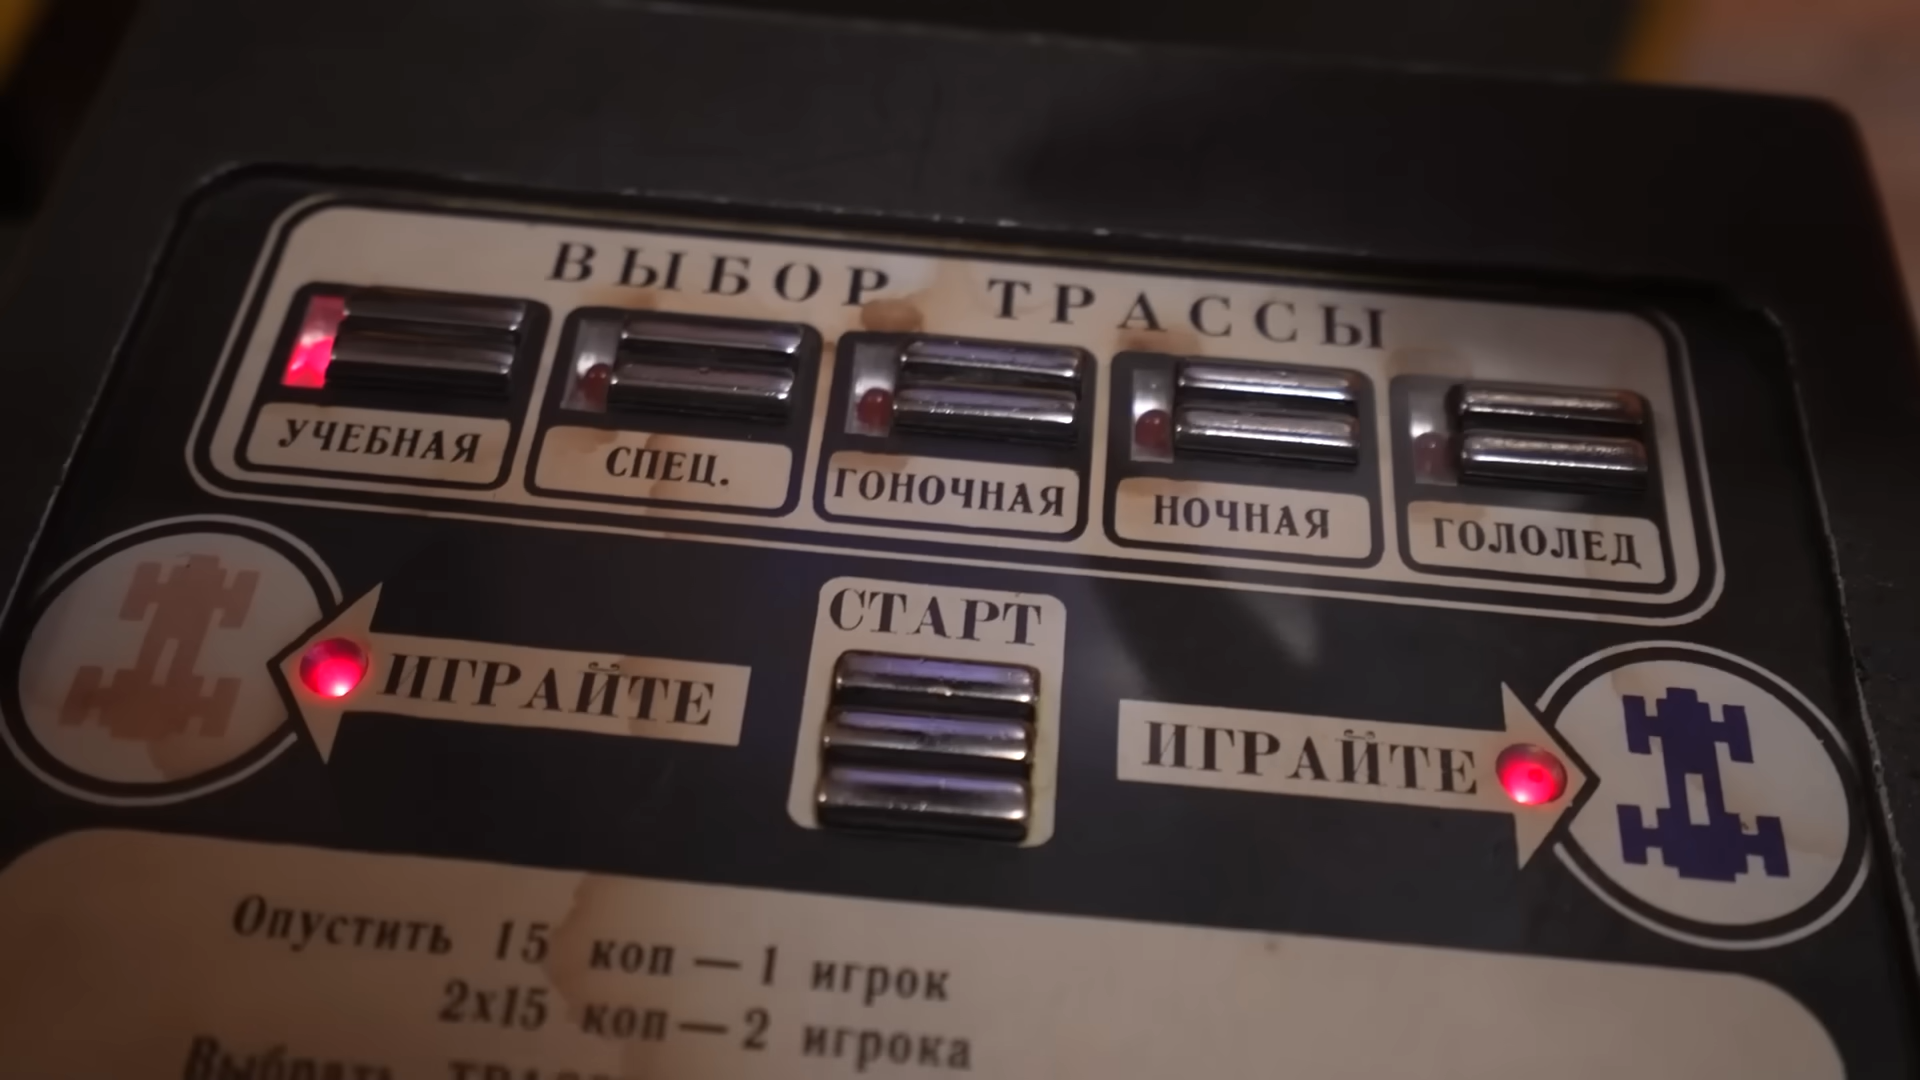 ВЫБОР ТРАССЫ
УЧЕБНАЯ СПЕЦ. ГОНОЧНАЯ НОЧНАЯ ГОЛОЛЕД
СТАРТ
ИГРАЙТЕ ИГРАЙТЕ
Опустить 15 коп — 1 игрок
2х15 коп — 2 игрока
Выбрать